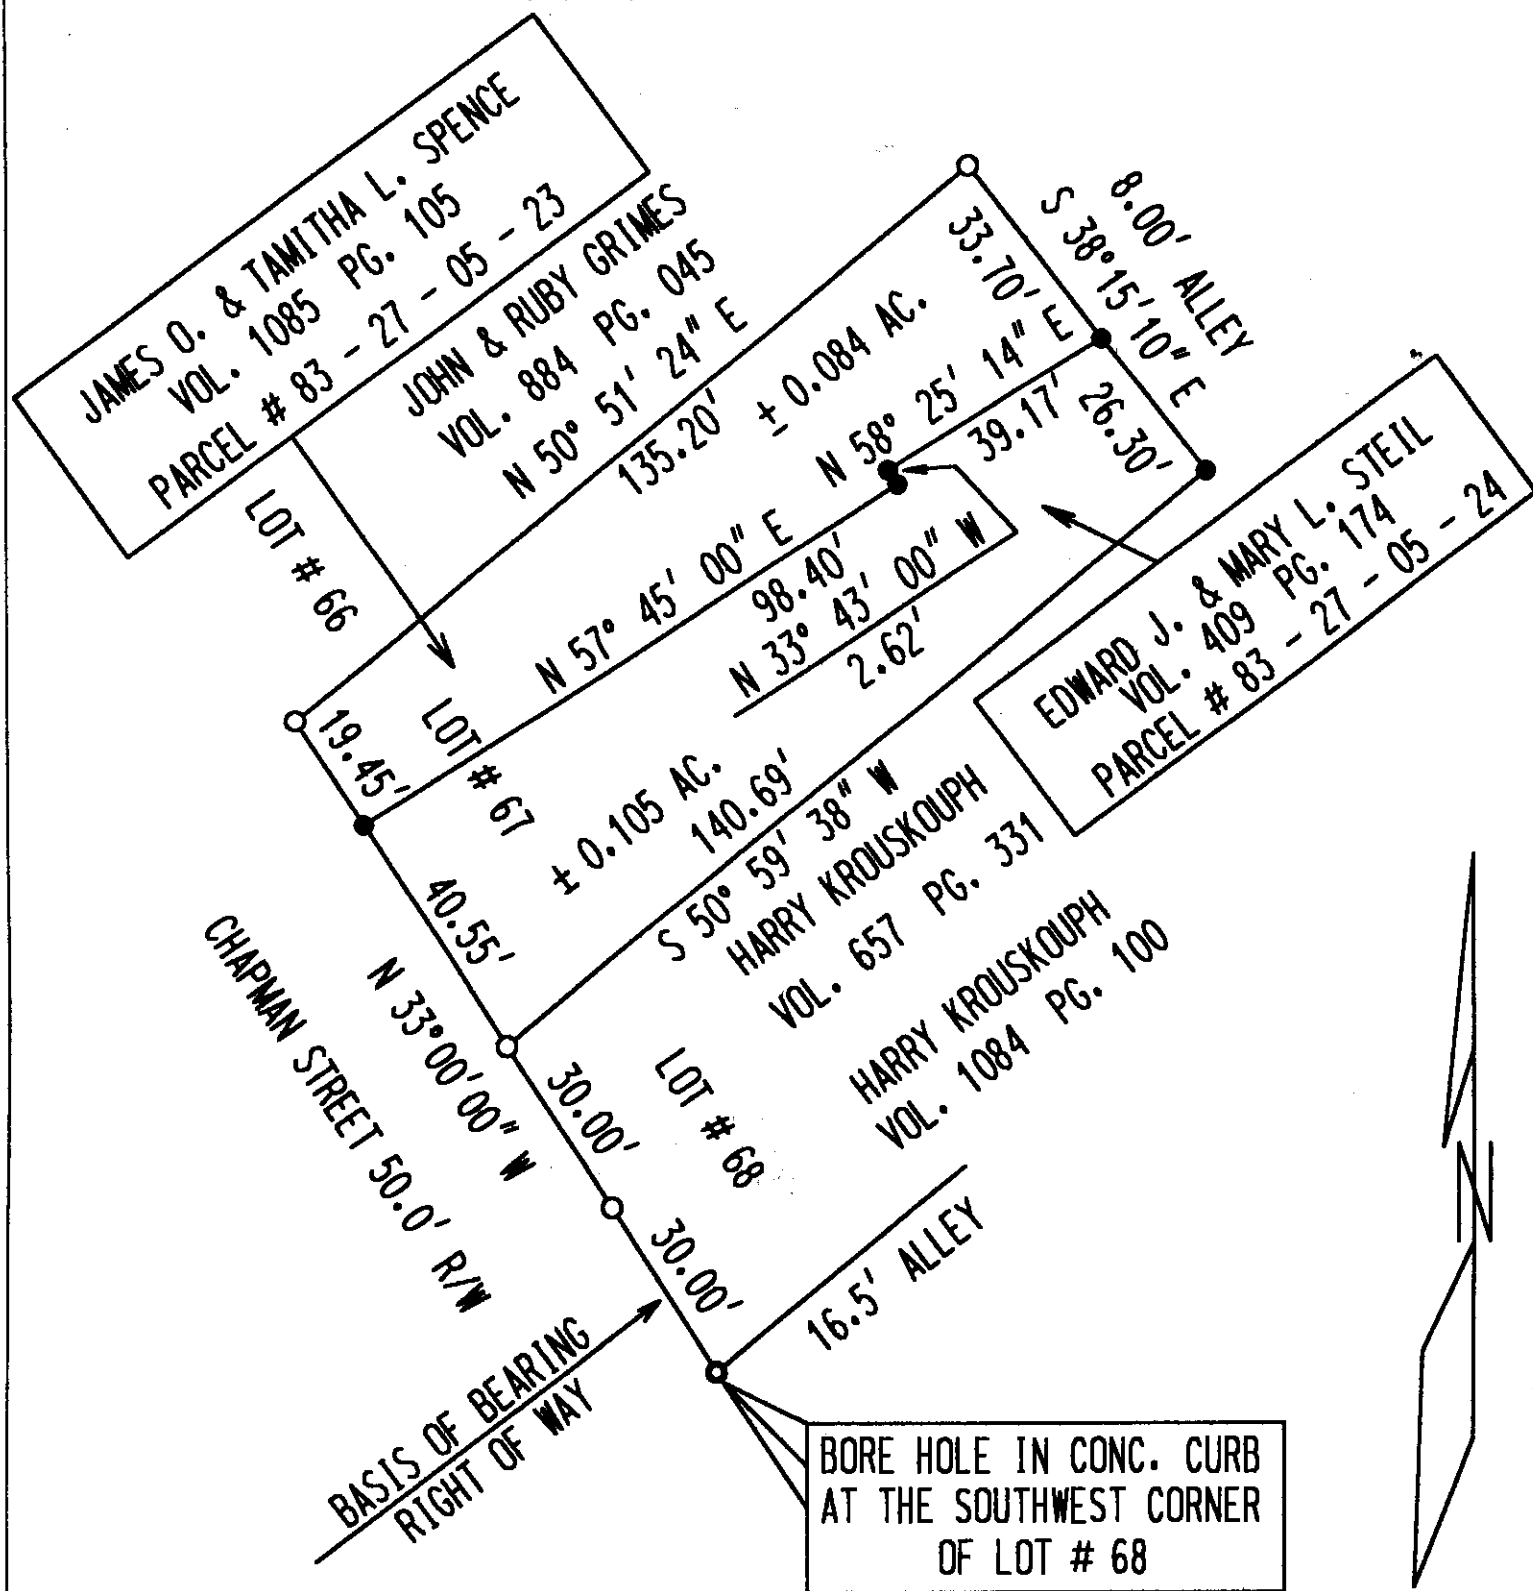 JAMES O. & TAMITHA L. SPENCE
VOL. 1085 PG. 105
PARCEL # 83 - 27 - 05 - 23
JOHN & RUBY GRIMES
VOL. 884 PG. 045
N 50° 51' 24" E
135.20'
± 0.084 AC.
33.70'
8.00' ALLEY
S 38°15'10" E
N 58° 25' 14" E
39.17'
26.30'
LOT # 66
N 57° 45' 00" E
98.40'
N 33° 43' 00" W
2.62'
EDWARD J. & MARY L. STEIL
VOL. 409 PG. 174
PARCEL # 83 - 27 - 05 - 24
19.45'
LOT # 67
± 0.105 AC.
140.69'
S 50° 59' 38" W
HARRY KROUSKOUPH
VOL. 657 PG. 331
40.55'
CHAPMAN STREET 50.0' R/W
N 33°00'00" W
HARRY KROUSKOUPH
VOL. 1084 PG. 100
30.00'
LOT # 68
30.00'
16.5' ALLEY
N
BASIS OF BEARING
RIGHT OF WAY
BORE HOLE IN CONC. CURB
AT THE SOUTHWEST CORNER
OF LOT # 68